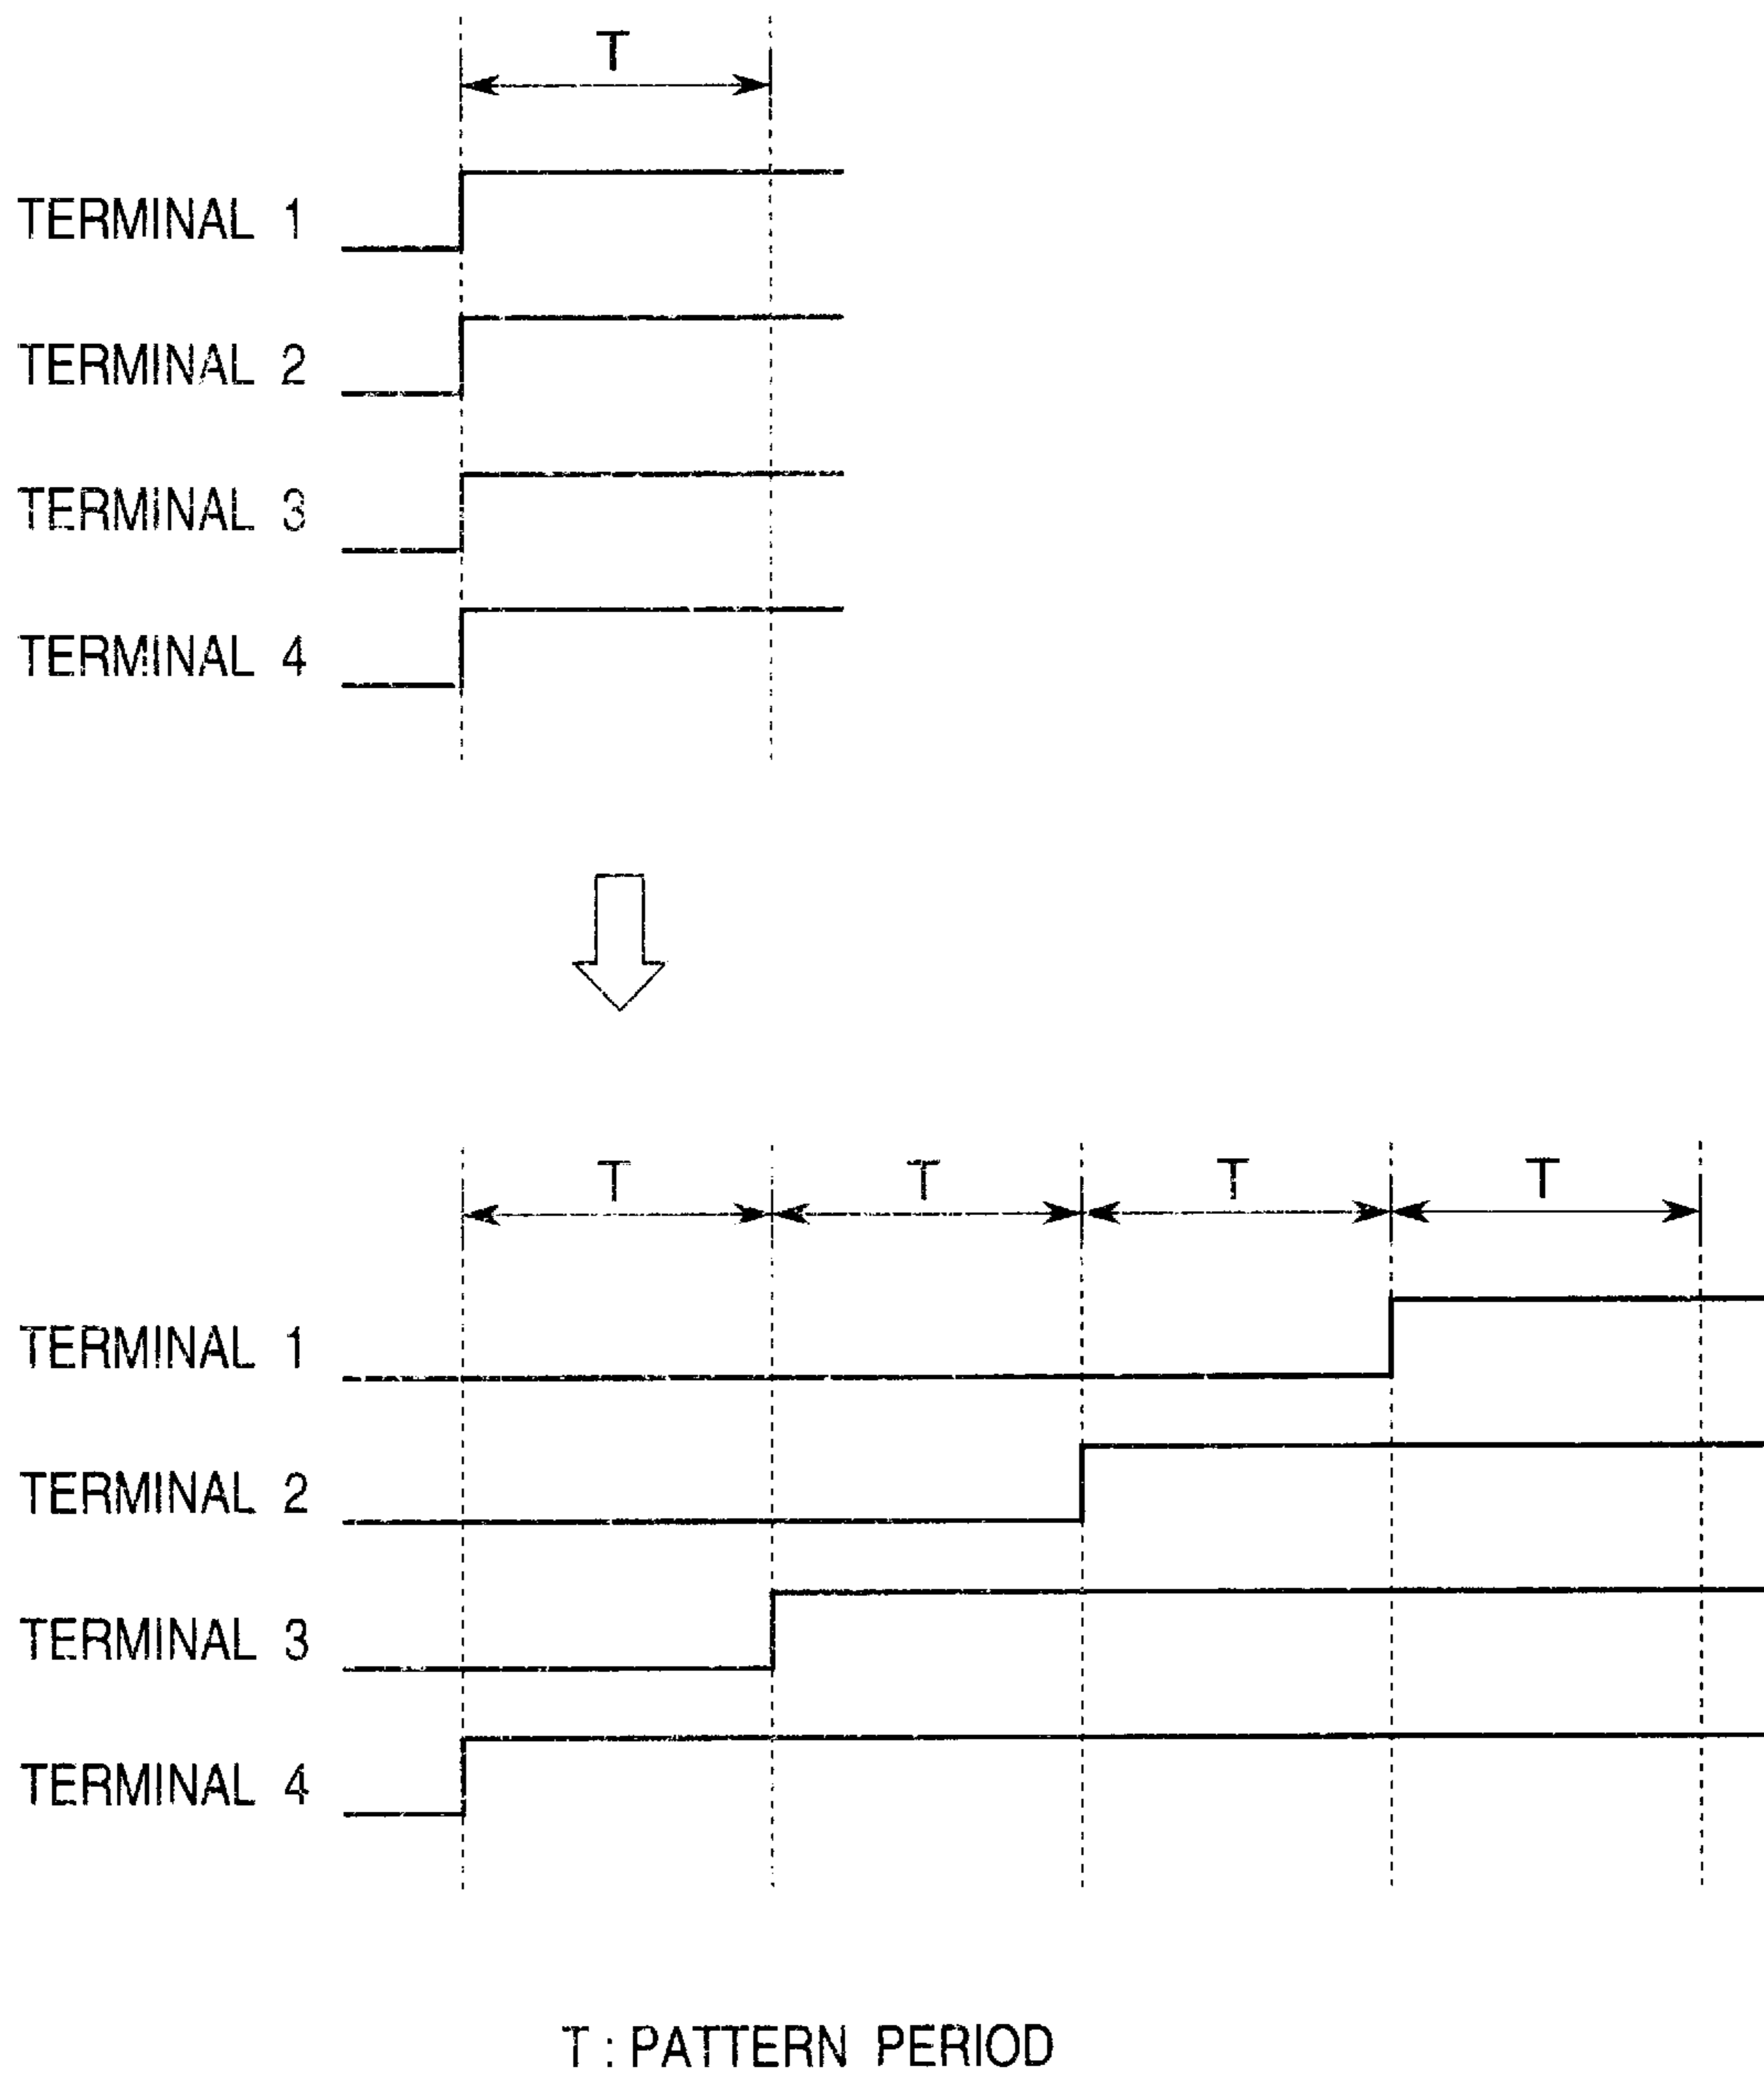 T
TERMINAL 1
TERMINAL 2
TERMINAL 3
TERMINAL 4
T T T T
TERMINAL 1
TERMINAL 2
TERMINAL 3
TERMINAL 4
T : PATTERN PERIOD